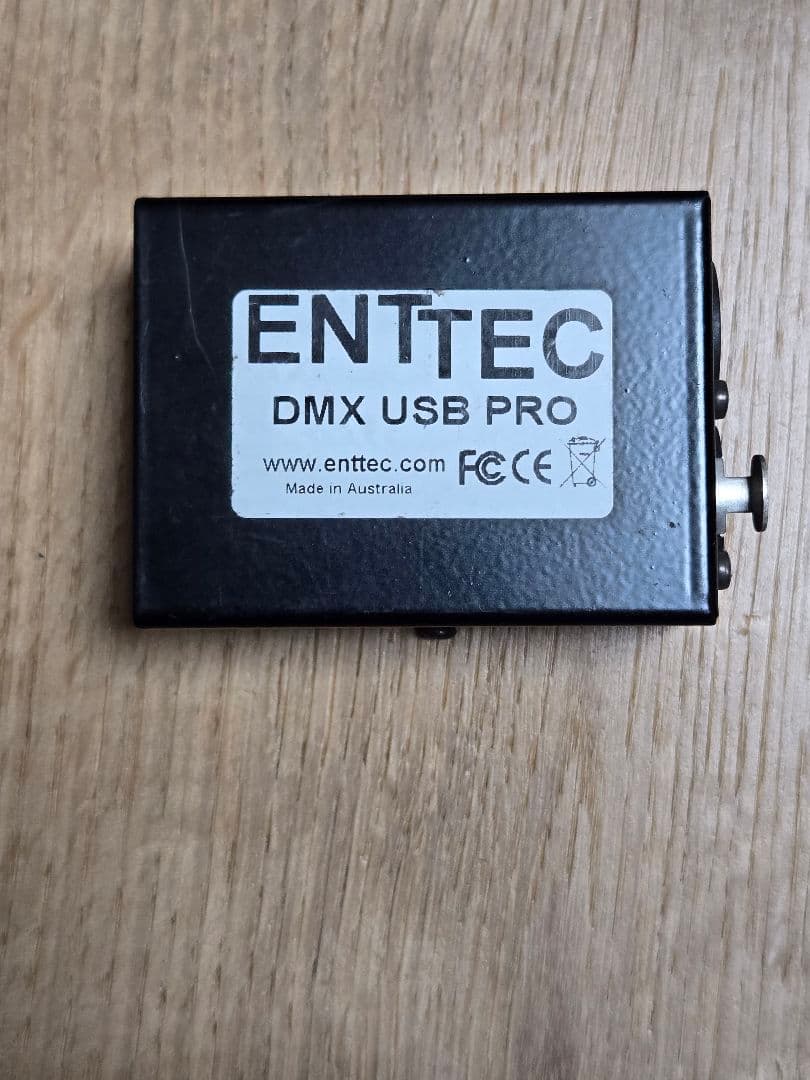 ENTTEC
DMX USB PRO
www.enttec.com FC CE
Made in Australia